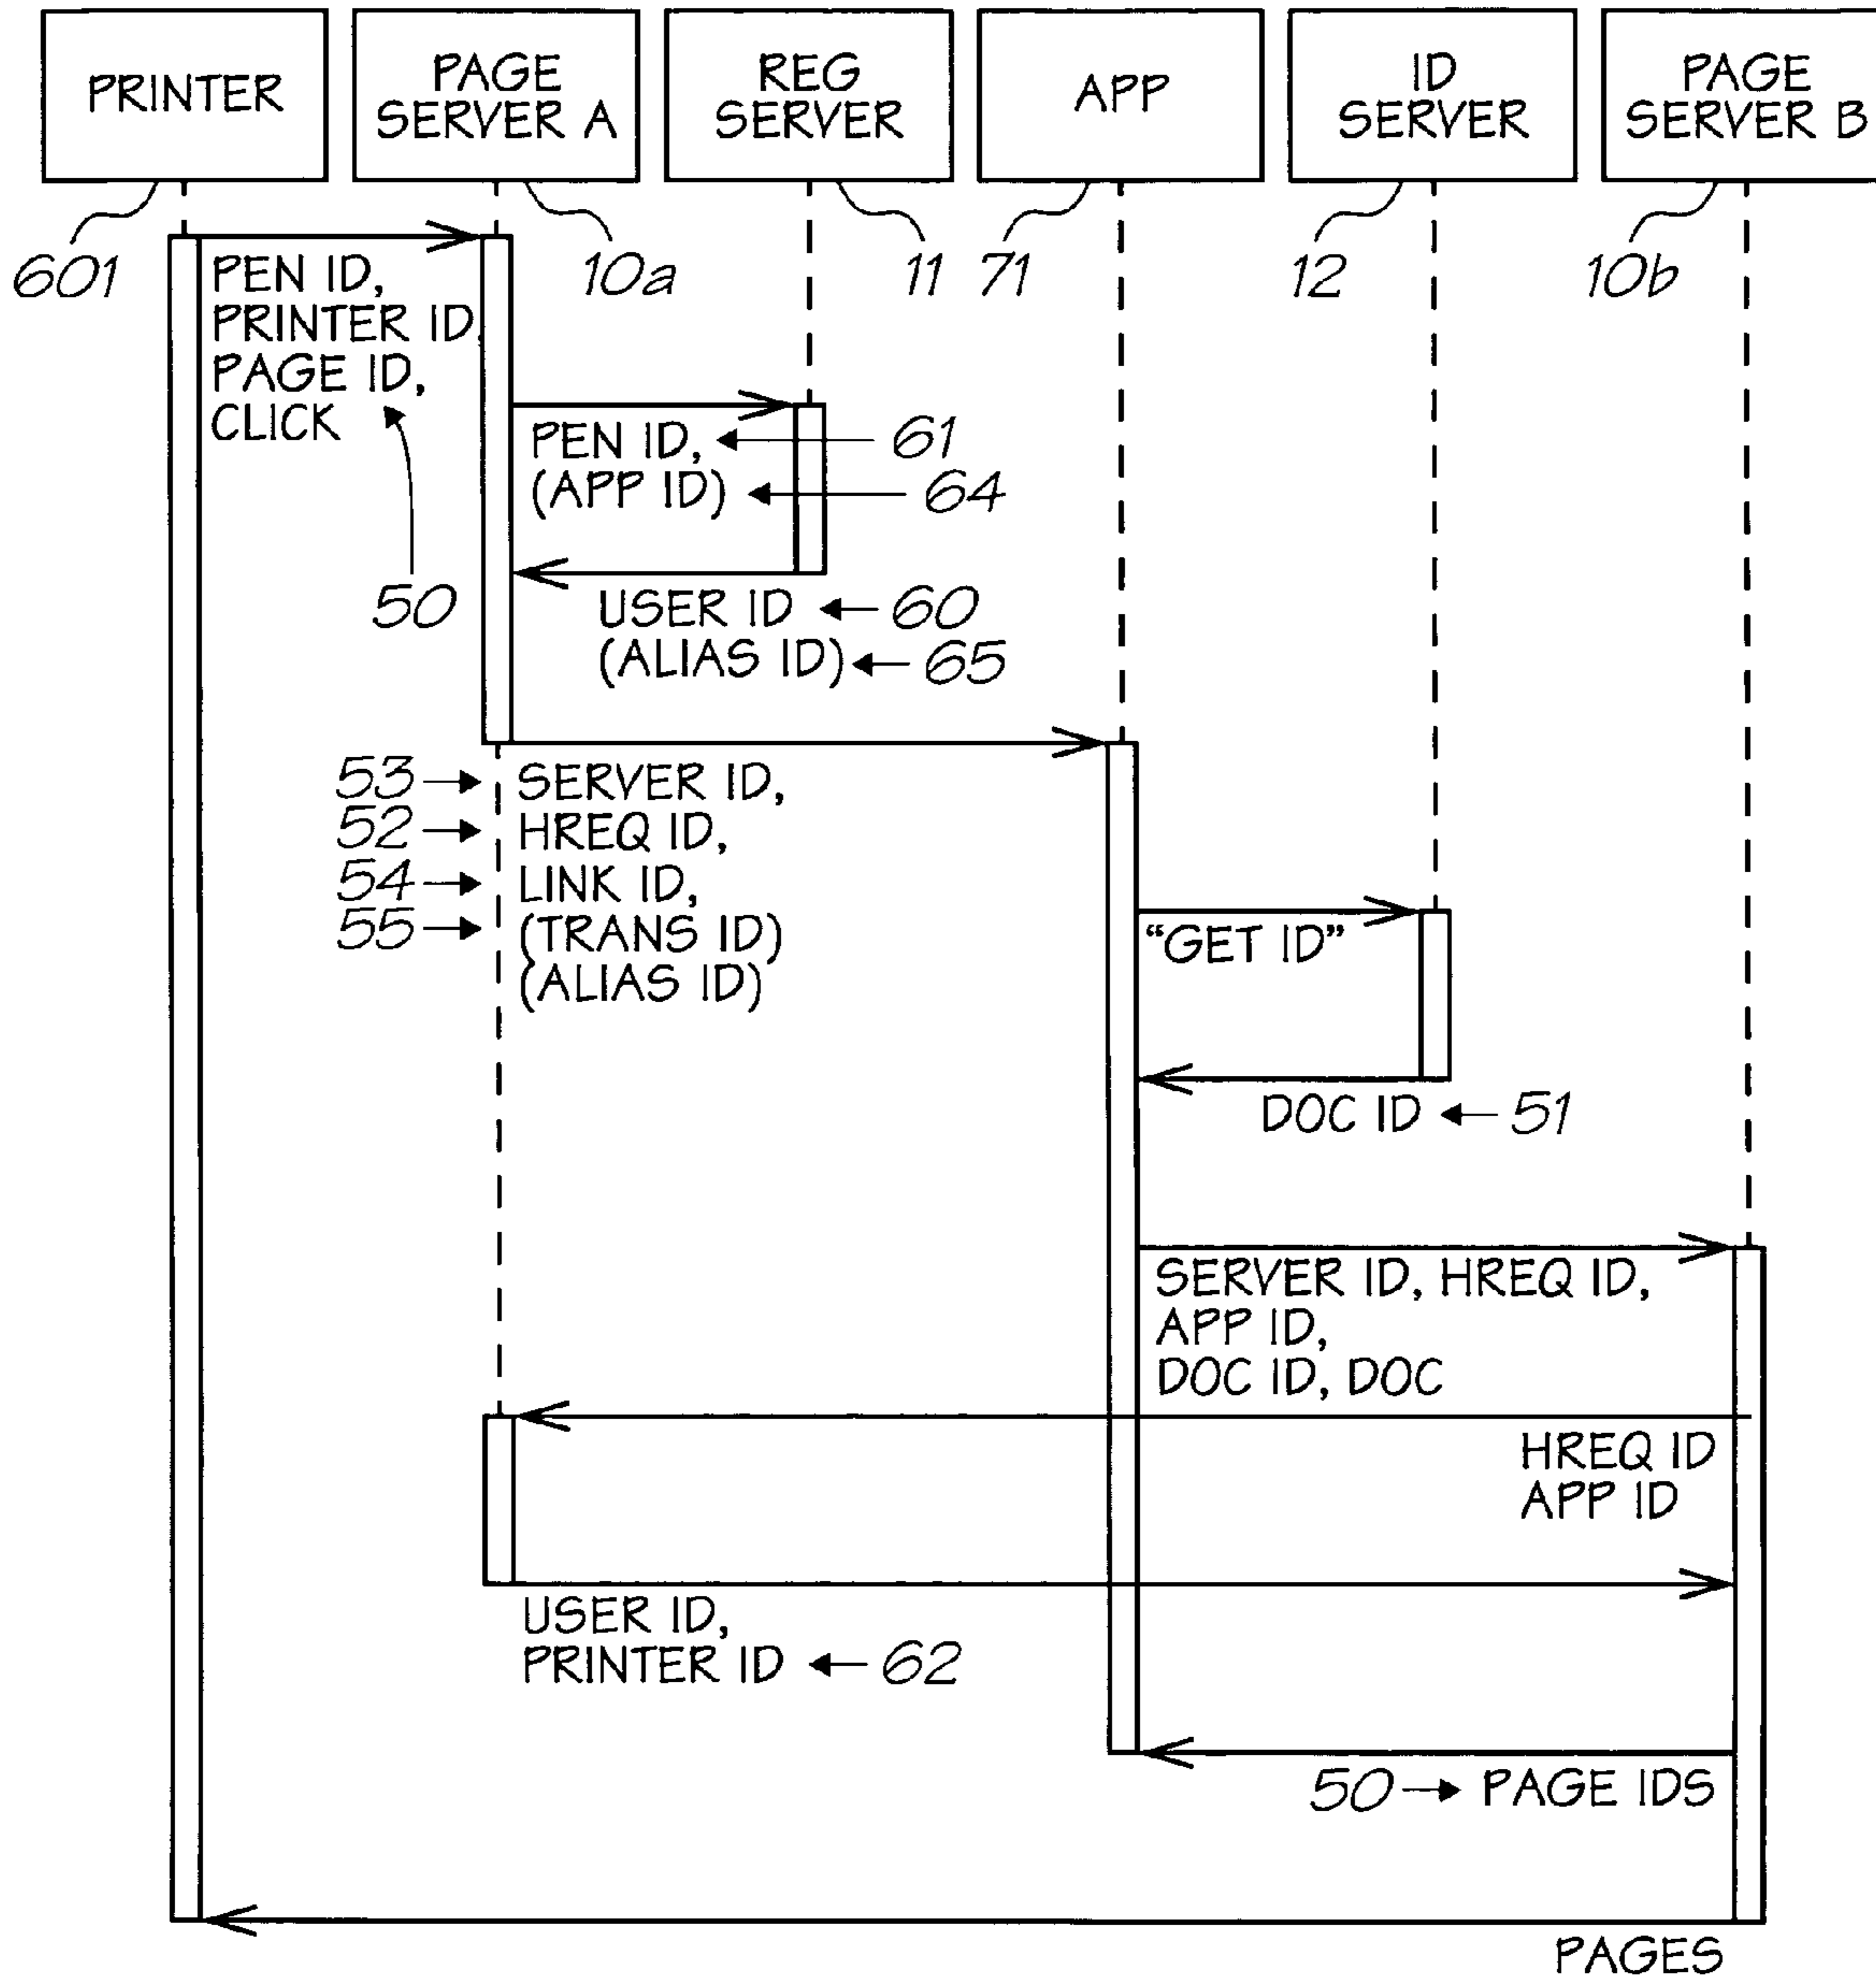 PRINTER
PAGE
SERVER A
REG
SERVER
APP
ID
SERVER
PAGE
SERVER B
601
10a
11
71
12
10b
PEN ID,
PRINTER ID
PAGE ID,
CLICK
50
PEN ID,
(APP ID)
61
64
USER ID
(ALIAS ID)
60
65
53
52
54
55
SERVER ID,
HREQ ID,
LINK ID,
(TRANS ID)
(ALIAS ID)
“GET ID”
DOC ID
51
SERVER ID, HREQ ID,
APP ID,
DOC ID, DOC
HREQ ID
APP ID
USER ID,
PRINTER ID
62
50
PAGE IDS
PAGES